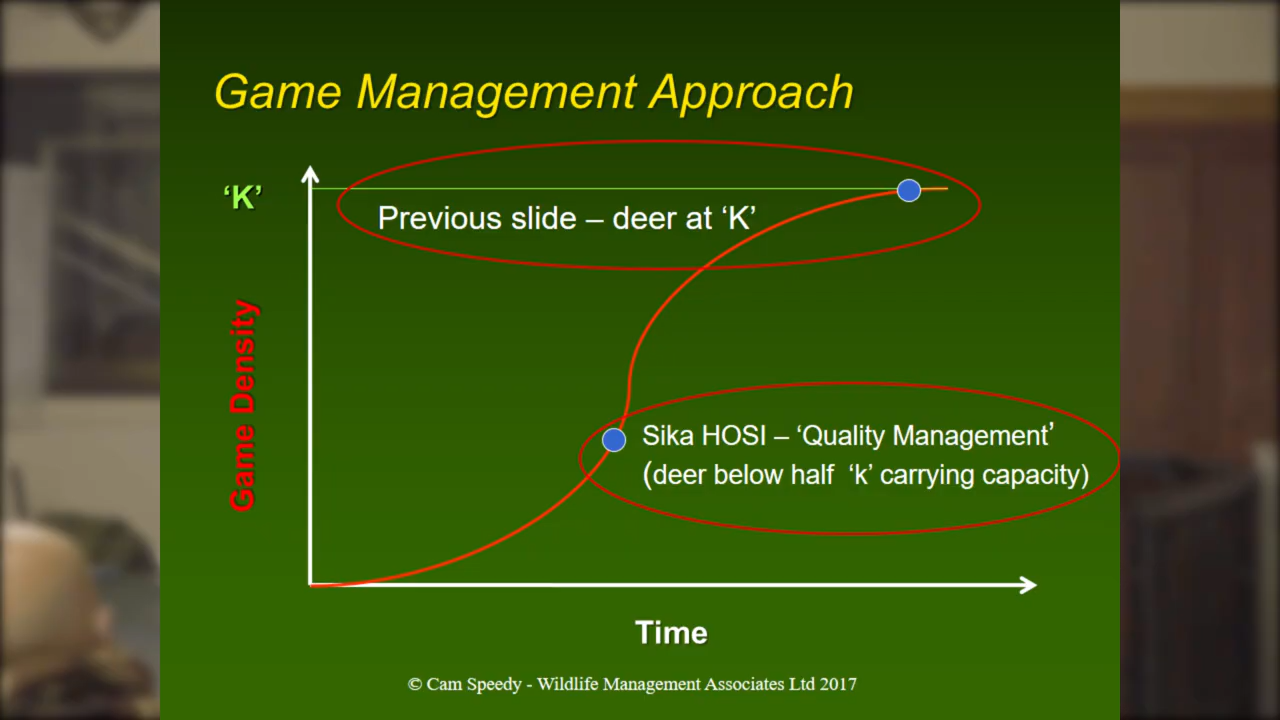 Game Management Approach
‘K’
Previous slide – deer at ‘K’
Game Density
Sika HOSI – ‘Quality Management’
(deer below half ‘k’ carrying capacity)
Time
© Cam Speedy - Wildlife Management Associates Ltd 2017